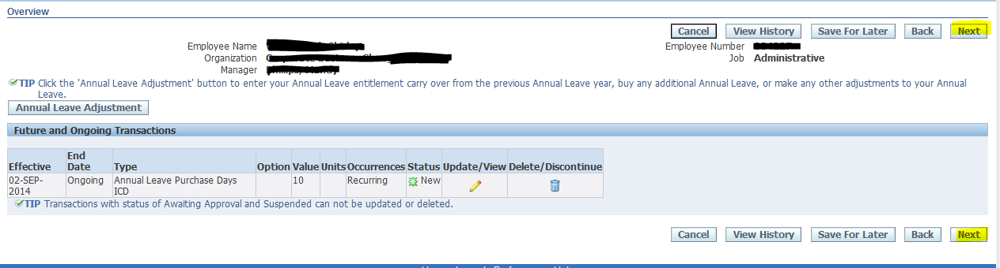 Overview
Cancel View History Save For Later Back Next
Employee Name Employee Number
Organization Job Administrative
Manager
TIP Click the 'Annual Leave Adjustment' button to enter your Annual Leave entitlement carry over from the previous Annual Leave year, buy any additional Annual Leave, or make any other adjustments to your Annual
Leave.
Annual Leave Adjustment
Future and Ongoing Transactions
End
Effective Date Type Option Value Units Occurrences Status Update/View Delete/Discontinue
02-SEP- Ongoing Annual Leave Purchase Days 10 Recurring New
2014 ICD
TIP Transactions with status of Awaiting Approval and Suspended can not be updated or deleted.
Cancel View History Save For Later Back Next